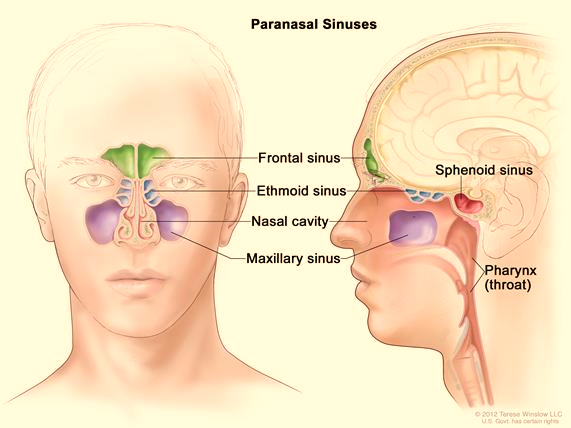 Paranasal Sinuses
Frontal sinus
Sphenoid sinus
Ethmoid sinus
Nasal cavity
Maxillary sinus
Pharynx
(throat)
© 2012 Terese Winslow LLC
U.S. Govt. has certain rights